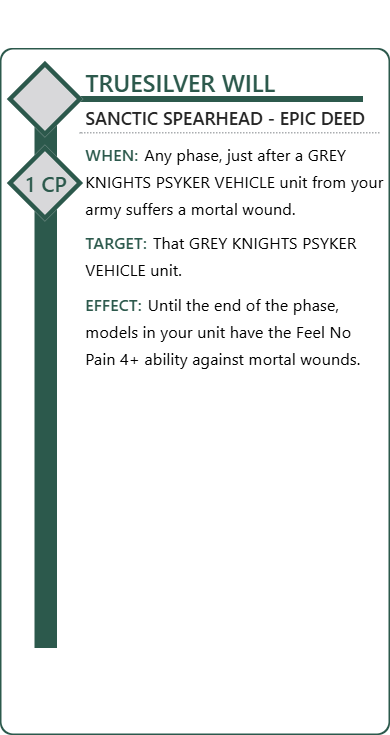 TRUESILVER WILL
SANCTIC SPEARHEAD - EPIC DEED
WHEN: Any phase, just after a GREY
1 CP
KNIGHTS PSYKER VEHICLE unit from your
army suffers a mortal wound.
TARGET: That GREY KNIGHTS PSYKER
VEHICLE unit.
EFFECT: Until the end of the phase,
models in your unit have the Feel No
Pain 4+ ability against mortal wounds.